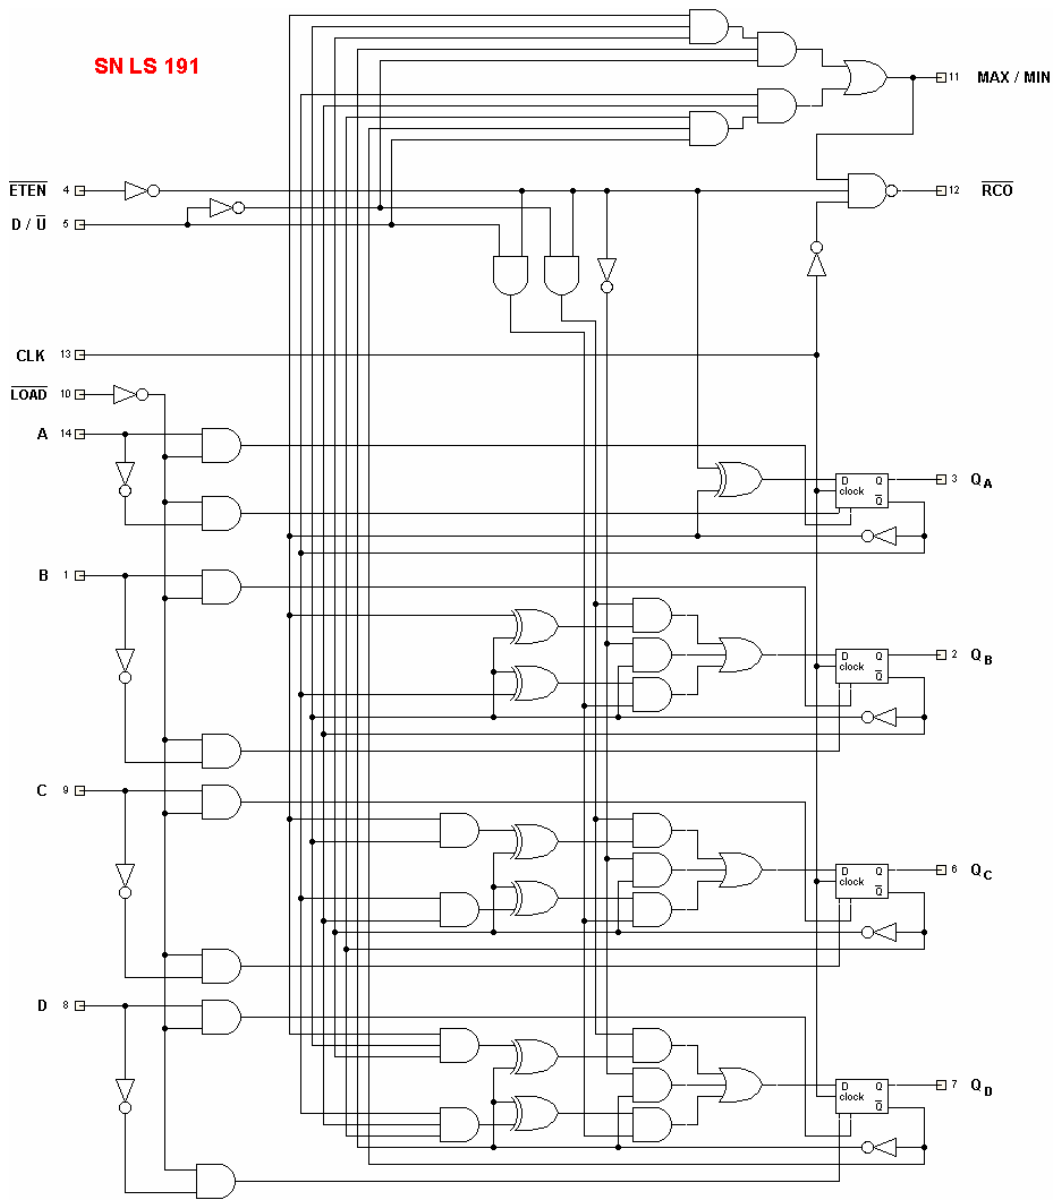 SN LS 191
11 MAX / MIN
ETEN 4
12 RCO
D / U 5
CLK 13
LOAD 10
A 14
D Q
clock
Q
3 QA
B 1
D Q
clock
Q
2 QB
C 9
D Q
clock
Q
6 QC
D 8
D Q
clock
Q
7 QD